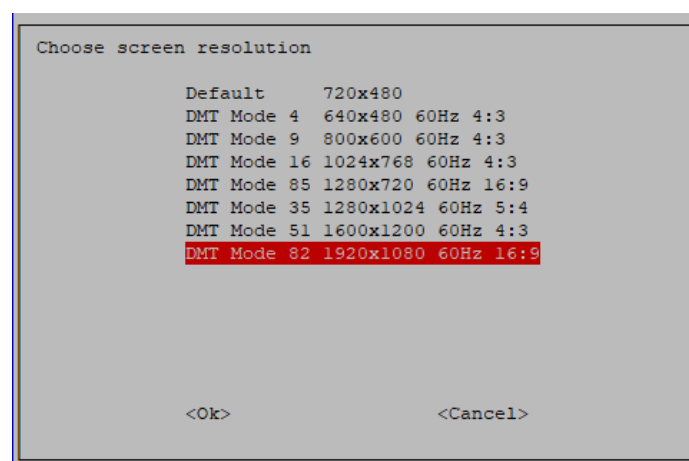 Choose screen resolution
Default 720x480
DMT Mode 4 640x480 60Hz 4:3
DMT Mode 9 800x600 60Hz 4:3
DMT Mode 16 1024x768 60Hz 4:3
DMT Mode 85 1280x720 60Hz 16:9
DMT Mode 35 1280x1024 60Hz 5:4
DMT Mode 51 1600x1200 60Hz 4:3
DMT Mode 82 1920x1080 60Hz 16:9
<Ok> <Cancel>